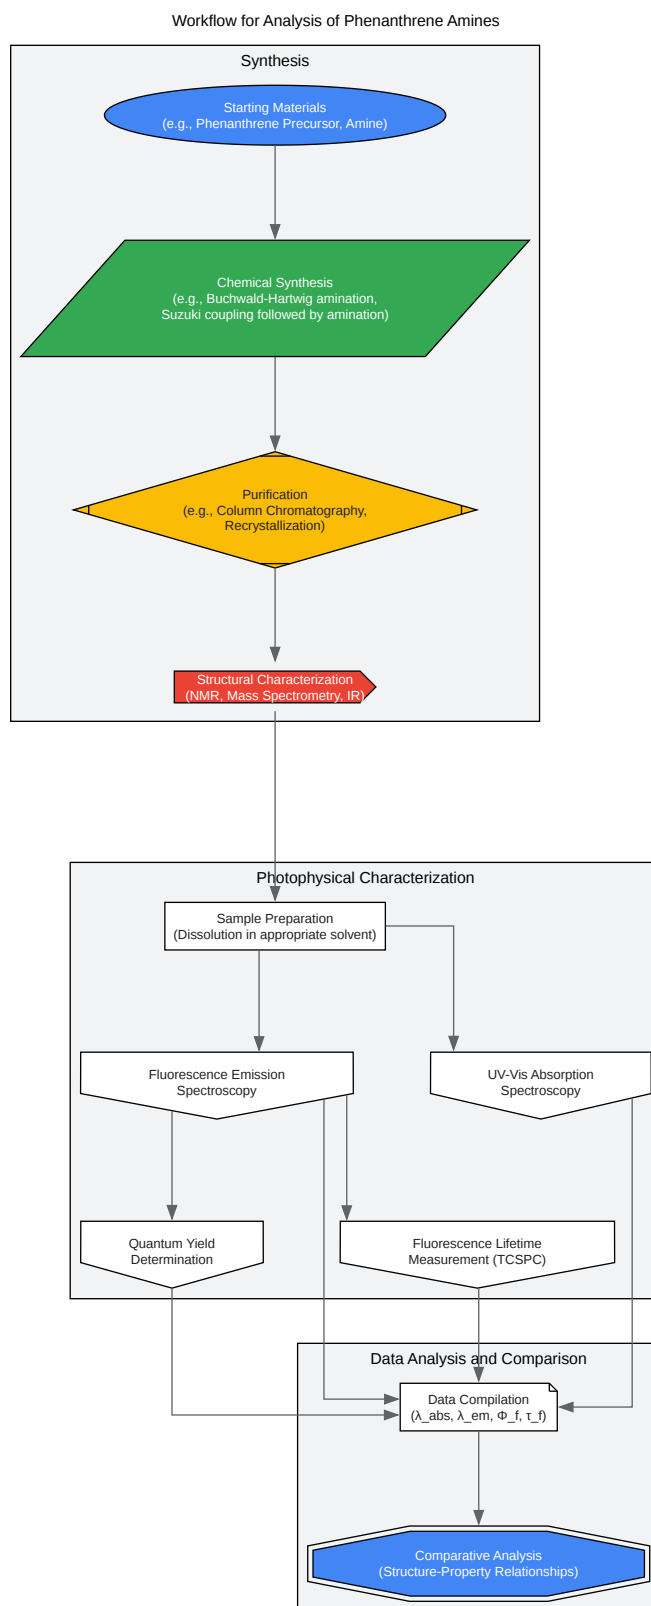 Workflow for Analysis of Phenanthrene Amines
Synthesis
Starting Materials
(e.g., Phenanthrene Precursor, Amine)
Chemical Synthesis
(e.g., Buchwald-Hartwig amination,
Suzuki coupling followed by amination)
Purification
(e.g., Column Chromatography,
Recrystallization)
Structural Characterization
(NMR, Mass Spectrometry, IR)
Photophysical Characterization
Sample Preparation
(Dissolution in appropriate solvent)
Fluorescence Emission
Spectroscopy
UV-Vis Absorption
Spectroscopy
Quantum Yield
Determination
Fluorescence Lifetime
Measurement (TCSPC)
Data Analysis and Comparison
Data Compilation
(λ_abs, λ_em, Φ_f, τ_f)
Comparative Analysis
(Structure-Property Relationships)